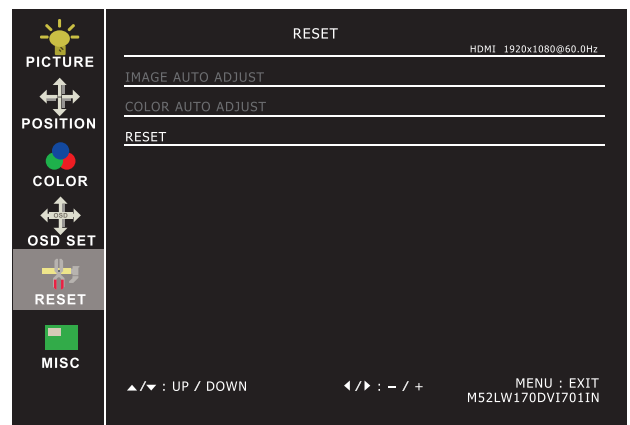 PICTURE
POSITION
COLOR
OSD
OSD SET
RESET
MISC
RESET
HDMI 1920x1080@60.0Hz
IMAGE AUTO ADJUST
COLOR AUTO ADJUST
RESET
▲/▼ : UP / DOWN
◀/▶ : – / +
MENU : EXIT
M52LW170DVI701IN